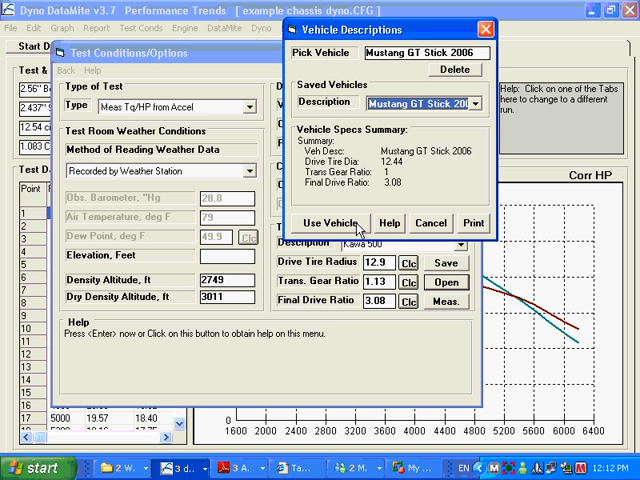 Dyno DataMite v3.7 Performance Trends [ example chassis dyno.CFG ]
File Edit Graph Report Test Conds Engine DataMite Dyno
Start D
Test Conditions/Options
Back Help
Type of Test
Type Meas Tq/HP from Accel
Test Room Weather Conditions
Method of Reading Weather Data
Recorded by Weather Station
Obs. Barometer, "Hg 28.8
Air Temperature, deg F 79
Dew Point, deg F 49.9 Clc
Elevation, Feet
Density Altitude, ft 2749
Dry Density Altitude, ft 3011
Description Kawa 500
Drive Tire Radius 12.9 Clc Save
Trans. Gear Ratio 1.13 Clc Open
Final Drive Ratio 3.08 Clc Meas.
Help
Press <Enter> now or Click on this button to obtain help on this menu.
Vehicle Descriptions
Pick Vehicle Mustang GT Stick 2006
Delete
Saved Vehicles
Description Mustang GT Stick 200
Vehicle Specs Summary:
Summary:
Veh Desc: Mustang GT Stick 2006
Drive Tire Dia: 12.44
Trans Gear Ratio: 1
Final Drive Ratio: 3.08
Use Vehicle Help Cancel Print
Help: Click on one of the Tabs
here to change to a different
run.
Test &
2.56" B
2.437"
12.54 ci
1.083 C
Test D
Point
1
2
3
4
5
6
7
8
9
10
11
12
13
14
15
16
17 5000 19.57 18.40
Corr HP
0
1600 2000 2400 2800 3200 3600 4000 4400 4800 5200 5600 6000 6400
start 2 W. 3 d 3 A. Ta... 2 M. My ... EN 12:12 PM